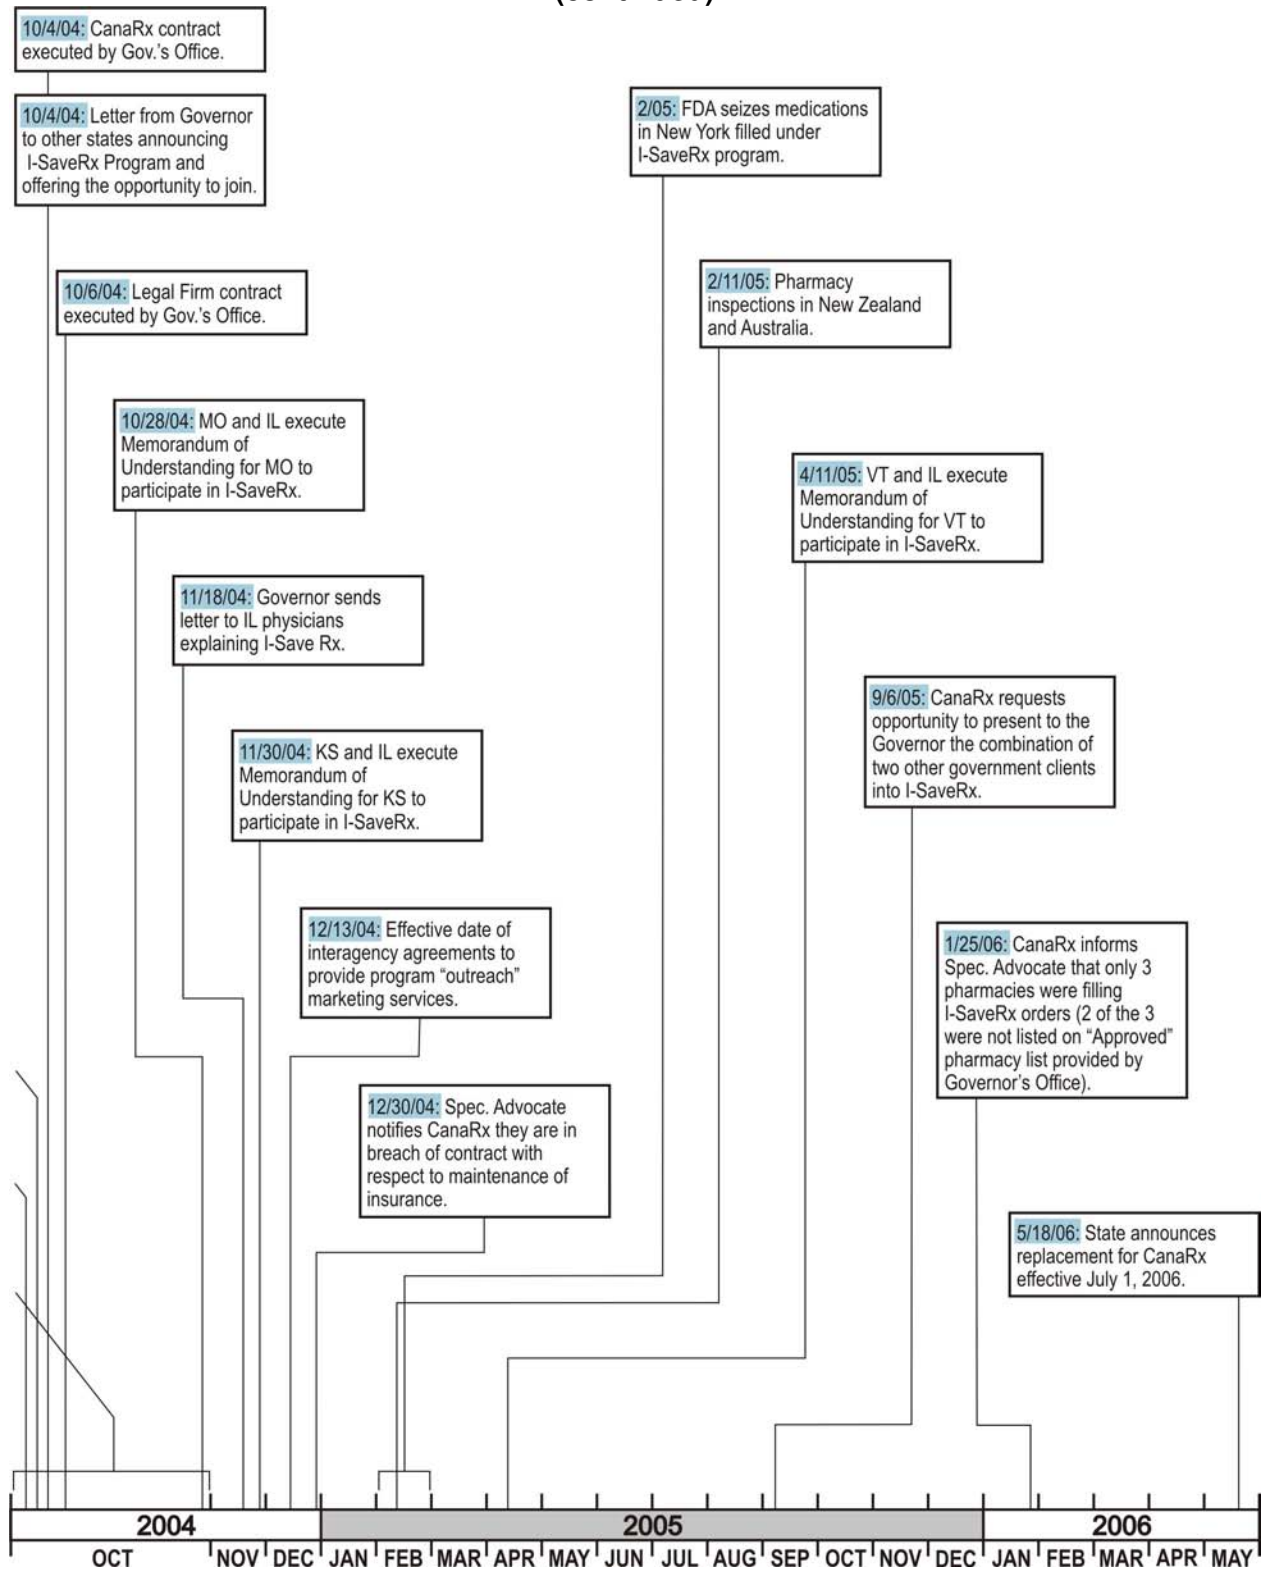 10/4/04: CanaRx contract
executed by Gov.'s Office.
10/4/04: Letter from Governor
to other states announcing
I-SaveRx Program and
offering the opportunity to join.
10/6/04: Legal Firm contract
executed by Gov.'s Office.
10/28/04: MO and IL execute
Memorandum of
Understanding for MO to
participate in I-SaveRx.
11/18/04: Governor sends
letter to IL physicians
explaining I-Save Rx.
11/30/04: KS and IL execute
Memorandum of
Understanding for KS to
participate in I-SaveRx.
12/13/04: Effective date of
interagency agreements to
provide program “outreach”
marketing services.
12/30/04: Spec. Advocate
notifies CanaRx they are in
breach of contract with
respect to maintenance of
insurance.
2/05: FDA seizes medications
in New York filled under
I-SaveRx program.
2/11/05: Pharmacy
inspections in New Zealand
and Australia.
4/11/05: VT and IL execute
Memorandum of
Understanding for VT to
participate in I-SaveRx.
9/6/05: CanaRx requests
opportunity to present to the
Governor the combination of
two other government clients
into I-SaveRx.
1/25/06: CanaRx informs
Spec. Advocate that only 3
pharmacies were filling
I-SaveRx orders (2 of the 3
were not listed on “Approved”
pharmacy list provided by
Governor's Office).
5/18/06: State announces
replacement for CanaRx
effective July 1, 2006.
2004 2005 2006
OCT NOV DEC JAN FEB MAR APR MAY JUN JUL AUG SEP OCT NOV DEC JAN FEB MAR APR MAY